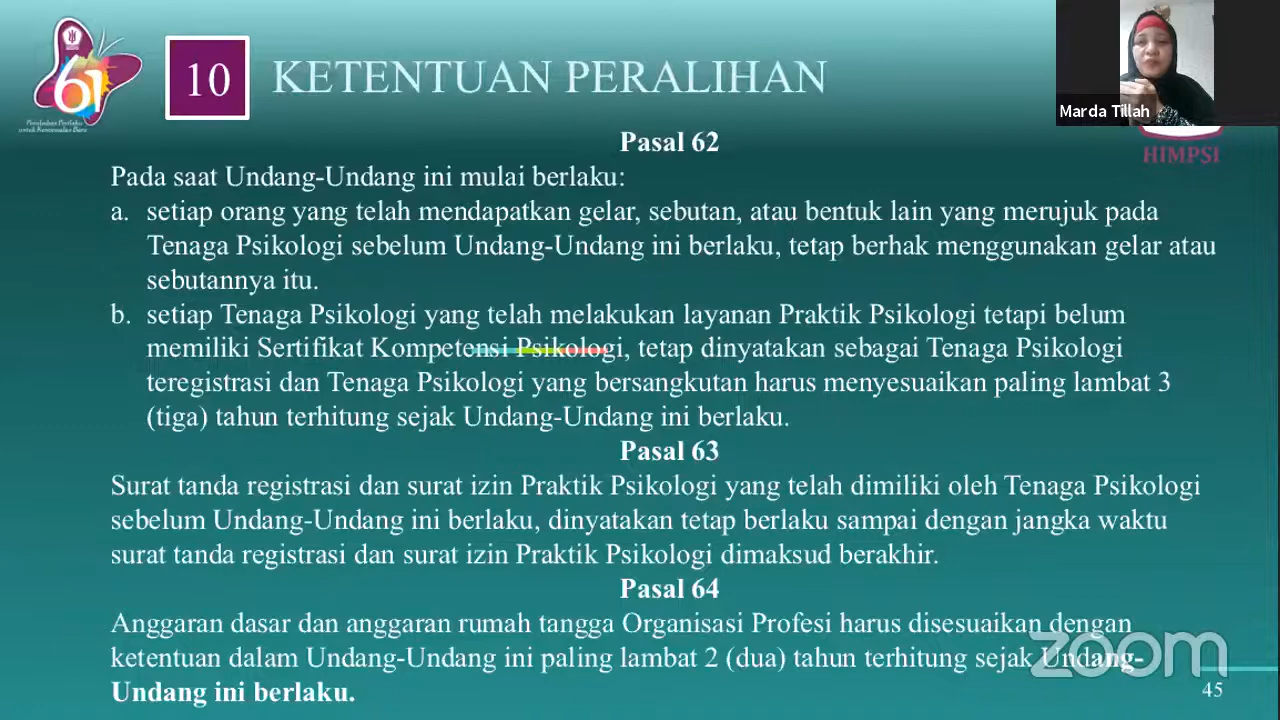 61
Perubahan Perilaku
untuk Kenormalan Baru
10
KETENTUAN PERALIHAN
Marda Tillah
HIMPSI
Pasal 62
Pada saat Undang-Undang ini mulai berlaku:
a. setiap orang yang telah mendapatkan gelar, sebutan, atau bentuk lain yang merujuk pada
Tenaga Psikologi sebelum Undang-Undang ini berlaku, tetap berhak menggunakan gelar atau
sebutannya itu.
b. setiap Tenaga Psikologi yang telah melakukan layanan Praktik Psikologi tetapi belum
memiliki Sertifikat Kompetensi Psikologi, tetap dinyatakan sebagai Tenaga Psikologi
teregistrasi dan Tenaga Psikologi yang bersangkutan harus menyesuaikan paling lambat 3
(tiga) tahun terhitung sejak Undang-Undang ini berlaku.
Pasal 63
Surat tanda registrasi dan surat izin Praktik Psikologi yang telah dimiliki oleh Tenaga Psikologi
sebelum Undang-Undang ini berlaku, dinyatakan tetap berlaku sampai dengan jangka waktu
surat tanda registrasi dan surat izin Praktik Psikologi dimaksud berakhir.
Pasal 64
Anggaran dasar dan anggaran rumah tangga Organisasi Profesi harus disesuaikan dengan
ketentuan dalam Undang-Undang ini paling lambat 2 (dua) tahun terhitung sejak Undang-
Undang ini berlaku.
zoom
45